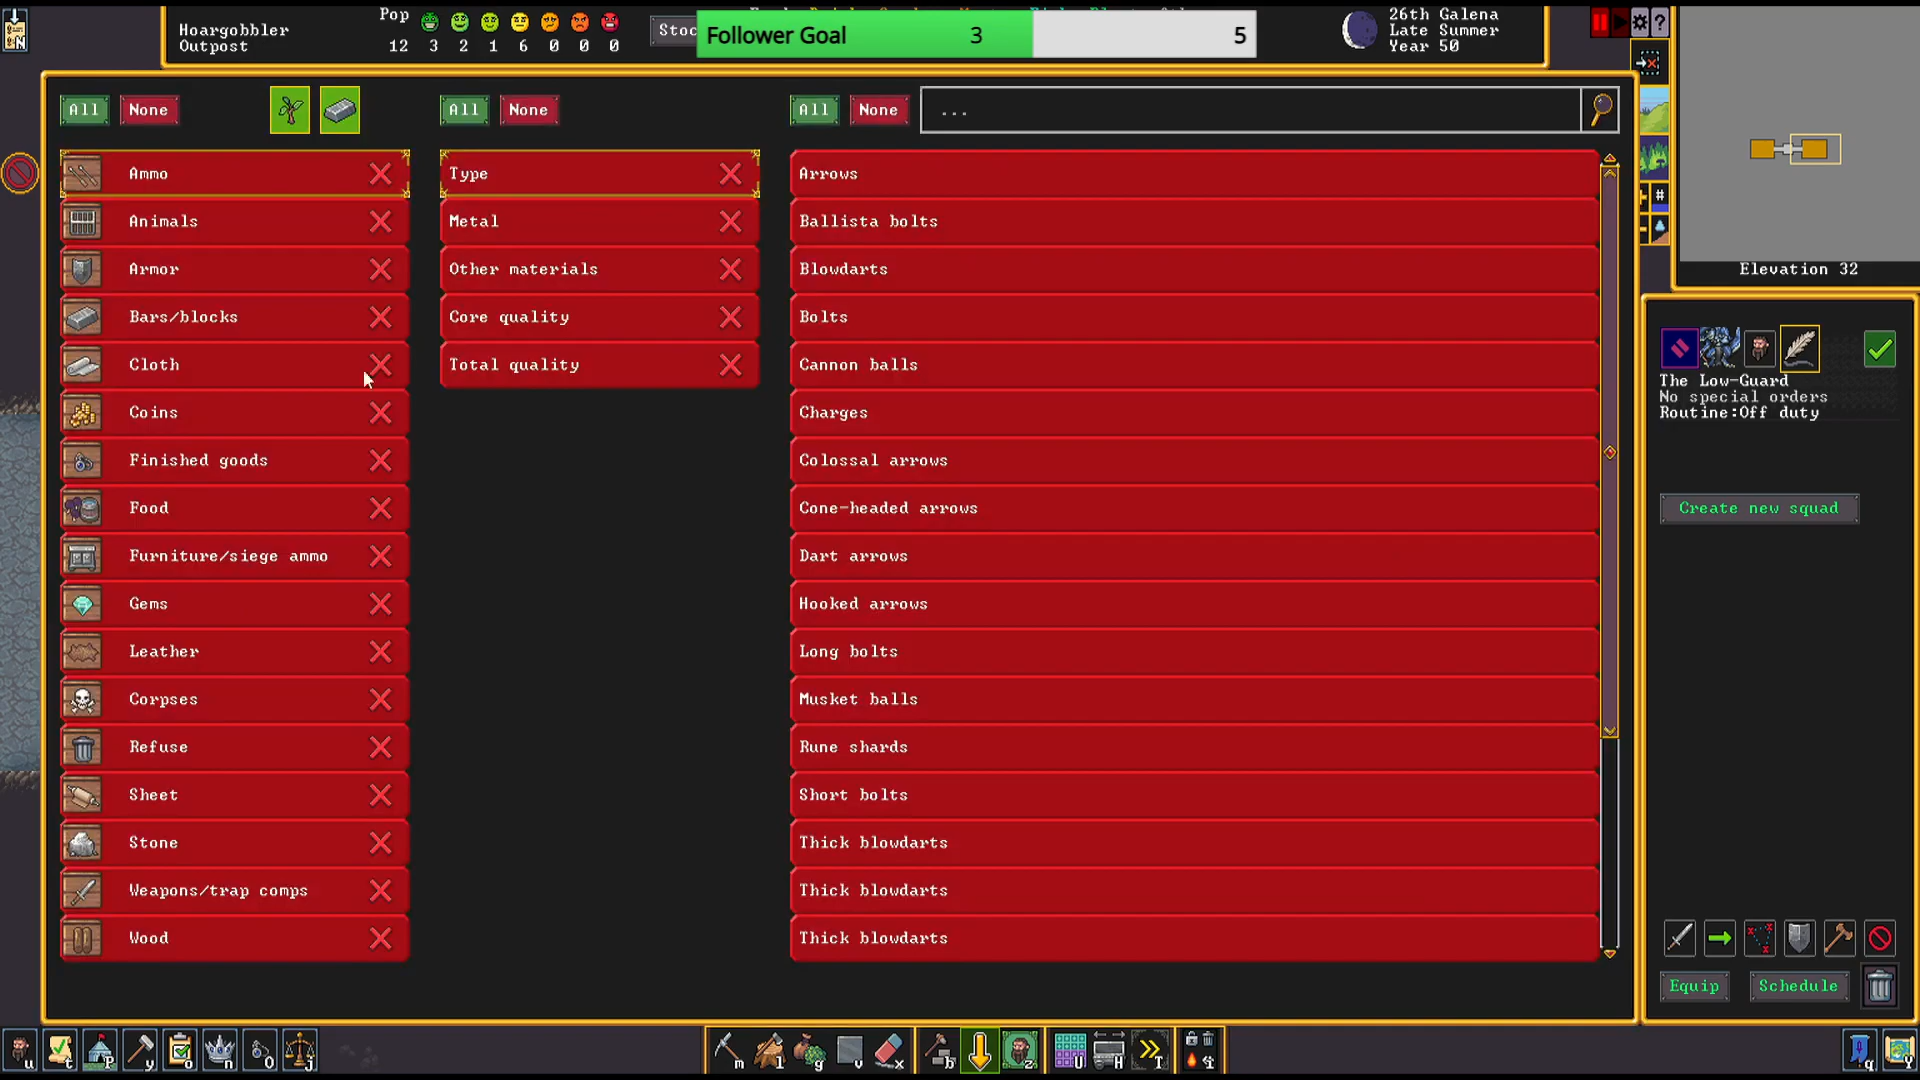 Hoargobbler
Outpost
Pop
12 3 2 1 6 0 0 0
Stoc
Follower Goal 3 5
26th Galena
Late Summer
Year 50
All None
All None
All None
...
Ammo
Animals
Armor
Bars/blocks
Cloth
Coins
Finished goods
Food
Furniture/siege ammo
Gems
Leather
Corpses
Refuse
Sheet
Stone
Weapons/trap comps
Wood
Type
Metal
Other materials
Core quality
Total quality
Arrows
Ballista bolts
Blowdarts
Bolts
Cannon balls
Charges
Colossal arrows
Cone-headed arrows
Dart arrows
Hooked arrows
Long bolts
Musket balls
Rune shards
Short bolts
Thick blowdarts
Thick blowdarts
Thick blowdarts
Elevation 32
The Low-Guard
No special orders
Routine:Off duty
Create new squad
Equip Schedule
u t P y o n O J
m l g v x b z U H T i
q Y